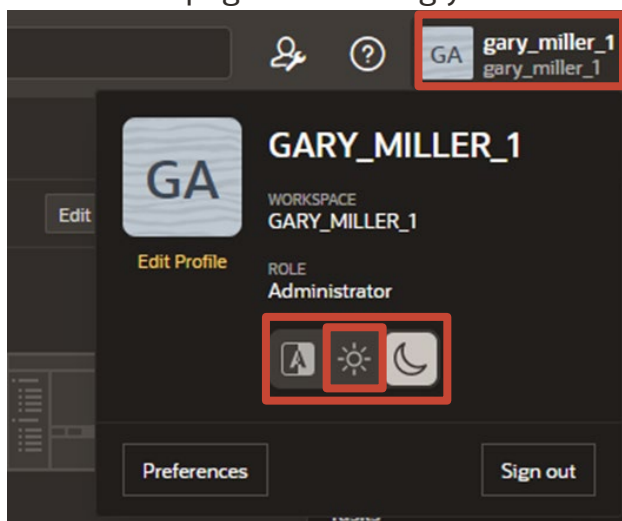 gary_miller_1
GA
gary_miller_1
GA
GARY_MILLER_1
WORKSPACE
GARY_MILLER_1
Edit
Edit Profile
ROLE
Administrator
A
Preferences
Sign out